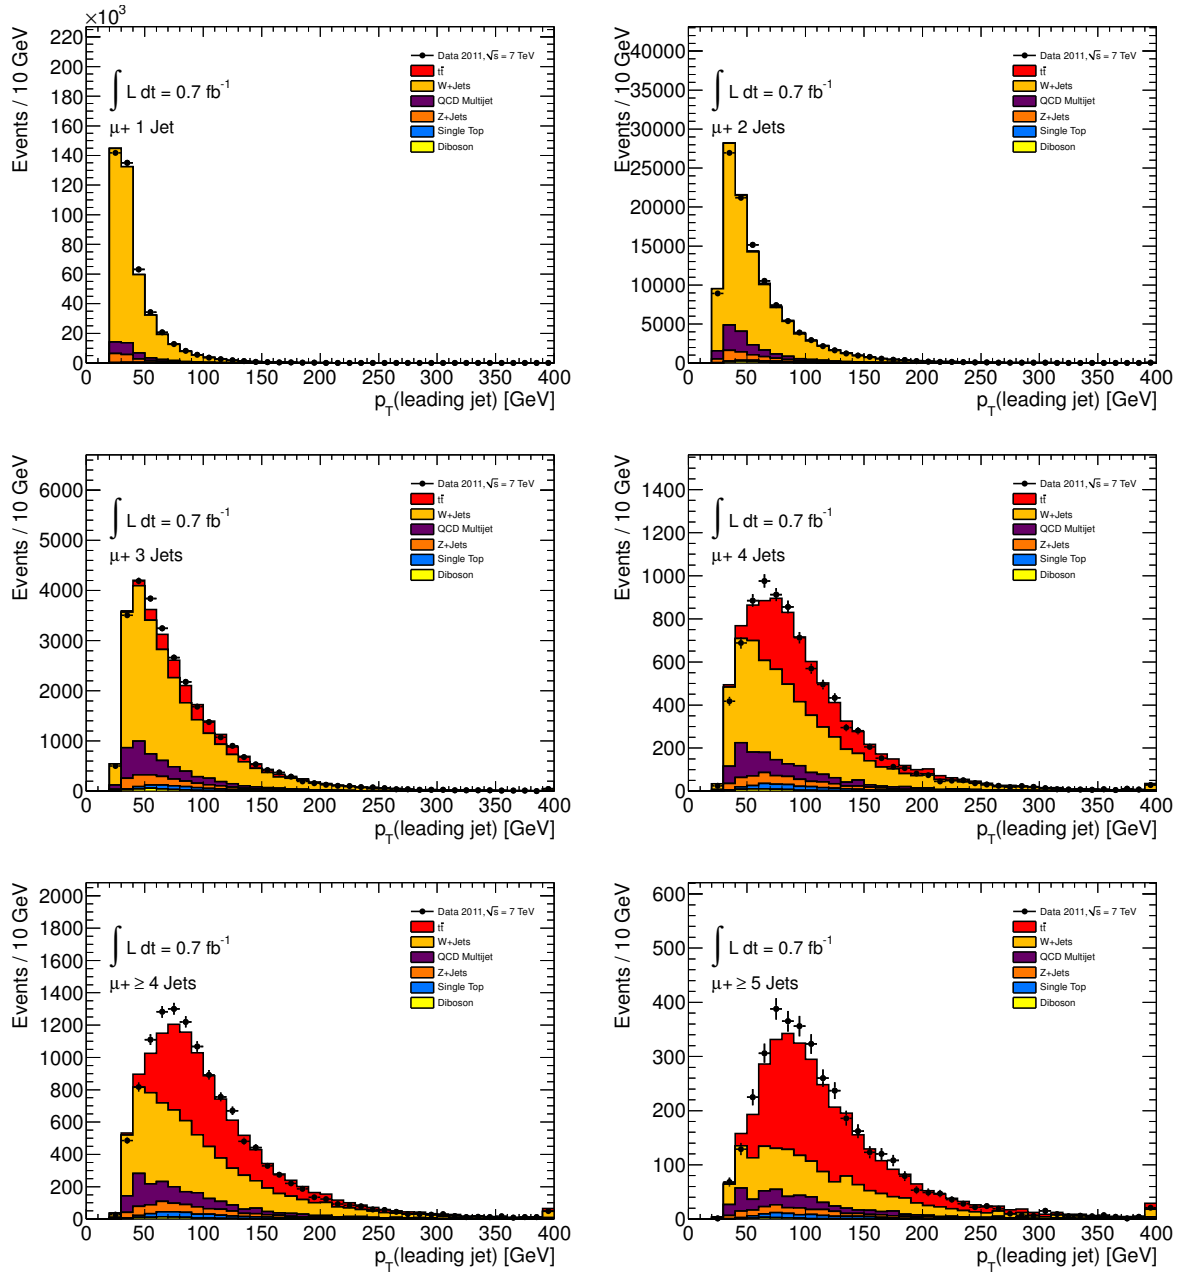 ×10³
Events / 10 GeV
220
200
180
160
140
120
100
80
60
40
20
0
∫ L dt = 0.7 fb⁻¹
μ+ 1 Jet
Data 2011, √s = 7 TeV
tt̄
W+Jets
QCD Multijet
Z+Jets
Single Top
Diboson
0 50 100 150 200 250 300 350 400
p_T(leading jet) [GeV]
Events / 10 GeV
40000
35000
30000
25000
20000
15000
10000
5000
0
∫ L dt = 0.7 fb⁻¹
μ+ 2 Jets
Data 2011, √s = 7 TeV
tt̄
W+Jets
QCD Multijet
Z+Jets
Single Top
Diboson
0 50 100 150 200 250 300 350 400
p_T(leading jet) [GeV]
Events / 10 GeV
6000
5000
4000
3000
2000
1000
0
∫ L dt = 0.7 fb⁻¹
μ+ 3 Jets
Data 2011, √s = 7 TeV
tt̄
W+Jets
QCD Multijet
Z+Jets
Single Top
Diboson
0 50 100 150 200 250 300 350 400
p_T(leading jet) [GeV]
Events / 10 GeV
1400
1200
1000
800
600
400
200
0
∫ L dt = 0.7 fb⁻¹
μ+ 4 Jets
Data 2011, √s = 7 TeV
tt̄
W+Jets
QCD Multijet
Z+Jets
Single Top
Diboson
0 50 100 150 200 250 300 350 400
p_T(leading jet) [GeV]
Events / 10 GeV
2000
1800
1600
1400
1200
1000
800
600
400
200
0
∫ L dt = 0.7 fb⁻¹
μ+ ≥ 4 Jets
Data 2011, √s = 7 TeV
tt̄
W+Jets
QCD Multijet
Z+Jets
Single Top
Diboson
0 50 100 150 200 250 300 350 400
p_T(leading jet) [GeV]
Events / 10 GeV
600
500
400
300
200
100
0
∫ L dt = 0.7 fb⁻¹
μ+ ≥ 5 Jets
Data 2011, √s = 7 TeV
tt̄
W+Jets
QCD Multijet
Z+Jets
Single Top
Diboson
0 50 100 150 200 250 300 350 400
p_T(leading jet) [GeV]